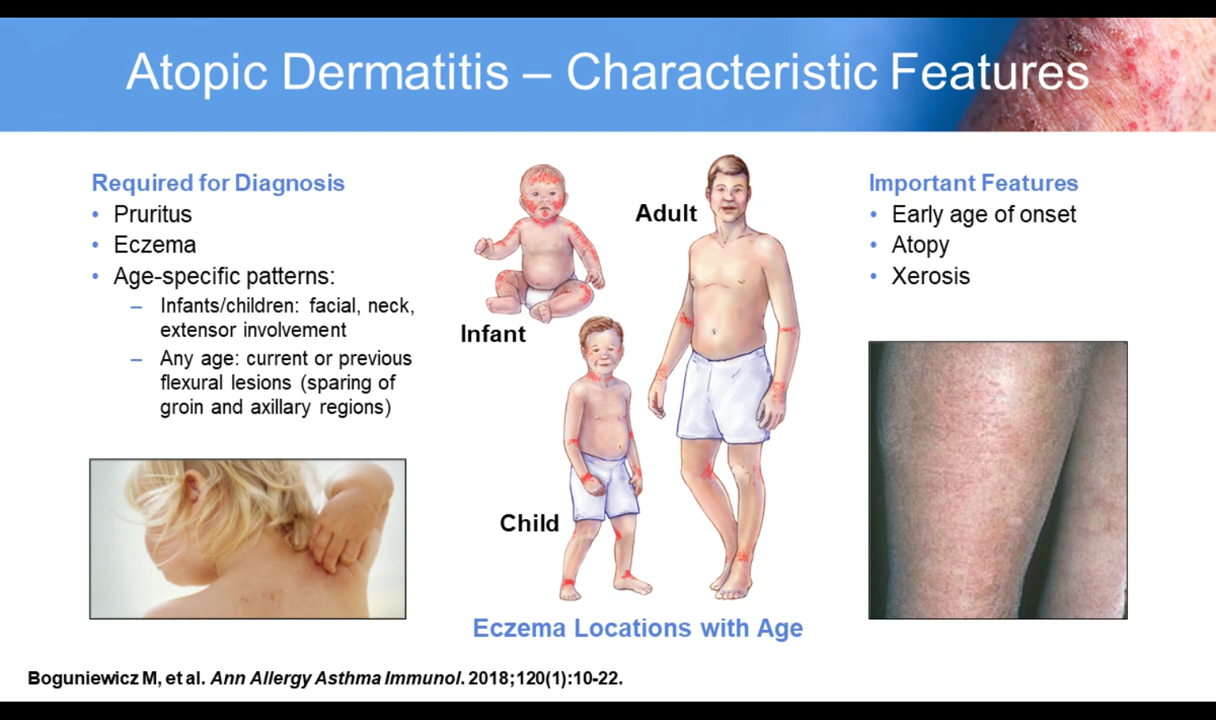 Atopic Dermatitis – Characteristic Features
Required for Diagnosis
• Pruritus
• Eczema
• Age-specific patterns:
– Infants/children: facial, neck,
extensor involvement
– Any age: current or previous
flexural lesions (sparing of
groin and axillary regions)
Infant
Adult
Child
Eczema Locations with Age
Important Features
• Early age of onset
• Atopy
• Xerosis
Boguniewicz M, et al. Ann Allergy Asthma Immunol. 2018;120(1):10-22.